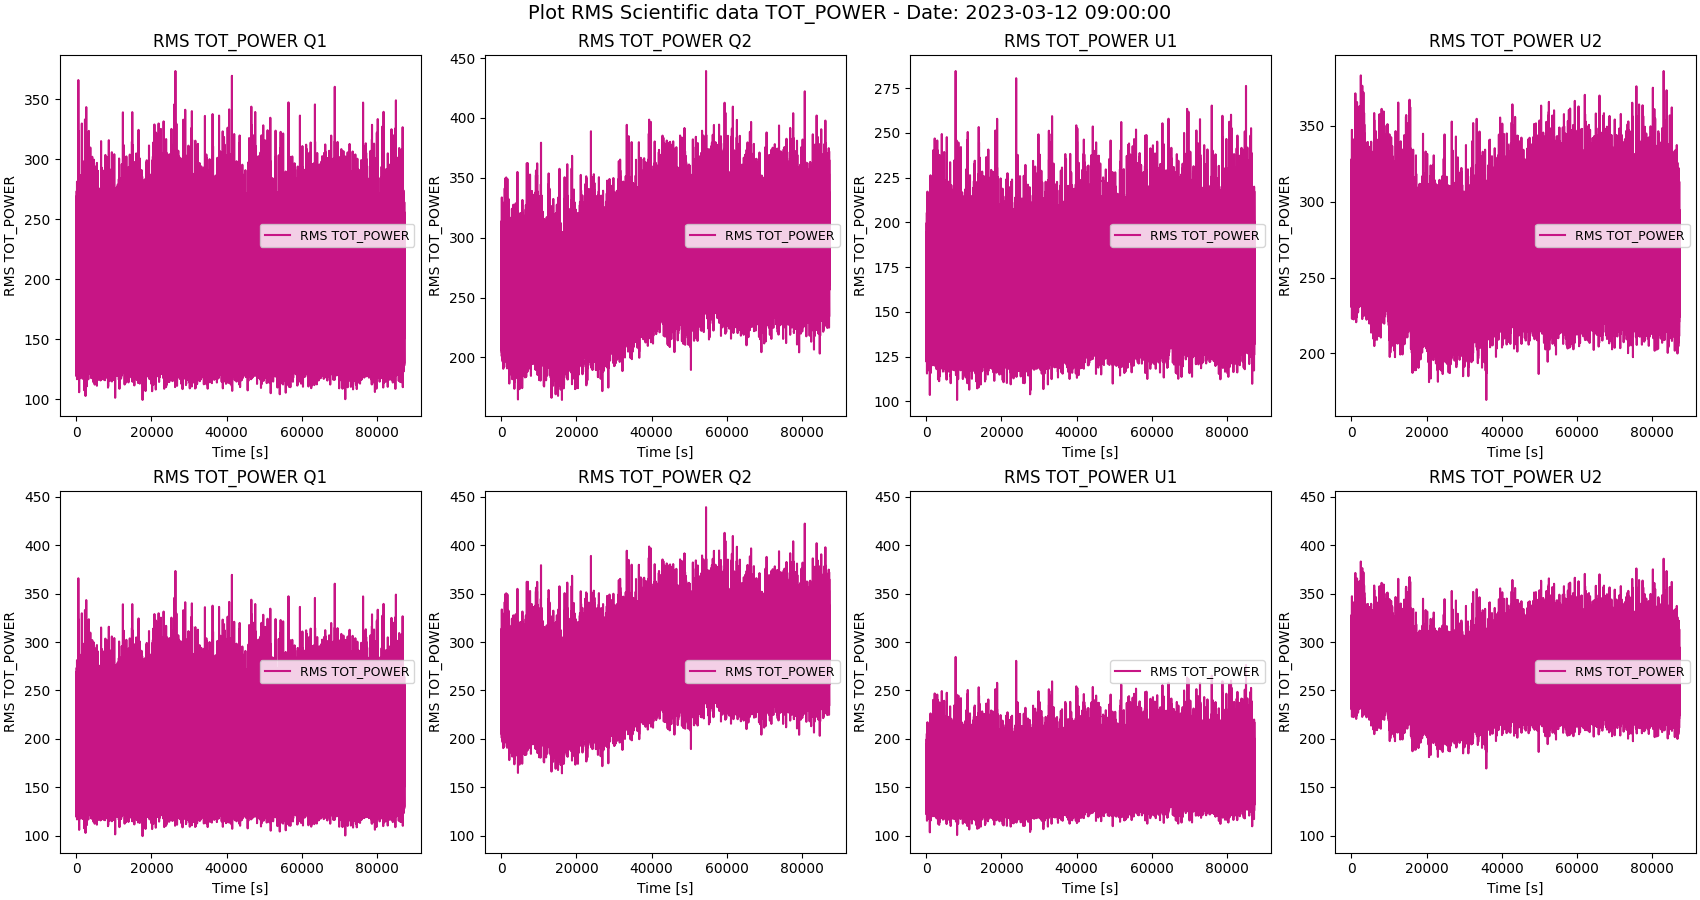 Plot RMS Scientific data TOT_POWER - Date: 2023-03-12 09:00:00
RMS TOT_POWER Q1
RMS TOT_POWER
350
300
250
200
150
100
RMS TOT_POWER
0 20000 40000 60000 80000
Time [s]
RMS TOT_POWER Q2
RMS TOT_POWER
450
400
350
300
250
200
RMS TOT_POWER
0 20000 40000 60000 80000
Time [s]
RMS TOT_POWER U1
RMS TOT_POWER
275
250
225
200
175
150
125
100
RMS TOT_POWER
0 20000 40000 60000 80000
Time [s]
RMS TOT_POWER U2
RMS TOT_POWER
350
300
250
200
RMS TOT_POWER
0 20000 40000 60000 80000
Time [s]
RMS TOT_POWER Q1
RMS TOT_POWER
450
400
350
300
250
200
150
100
RMS TOT_POWER
0 20000 40000 60000 80000
Time [s]
RMS TOT_POWER Q2
RMS TOT_POWER
450
400
350
300
250
200
150
100
RMS TOT_POWER
0 20000 40000 60000 80000
Time [s]
RMS TOT_POWER U1
RMS TOT_POWER
450
400
350
300
250
200
150
100
RMS TOT_POWER
0 20000 40000 60000 80000
Time [s]
RMS TOT_POWER U2
RMS TOT_POWER
450
400
350
300
250
200
150
100
RMS TOT_POWER
0 20000 40000 60000 80000
Time [s]